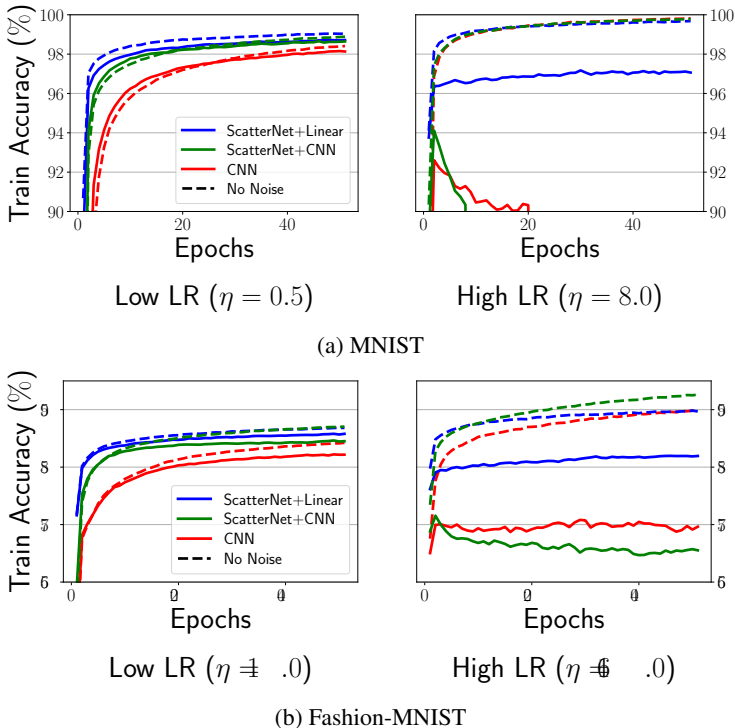 Train Accuracy (%)
100
98
96
94
92
90
ScatterNet+Linear
ScatterNet+CNN
CNN
No Noise
0 20 40
Epochs
Low LR (η = 0.5)
100
98
96
94
92
90
0 20 40
Epochs
High LR (η = 8.0)
(a) MNIST
Train Accuracy (%)
ScatterNet+Linear
ScatterNet+CNN
CNN
No Noise
0
Epochs
Low LR (η = .0)
0
Epochs
High LR (η = .0)
(b) Fashion-MNIST